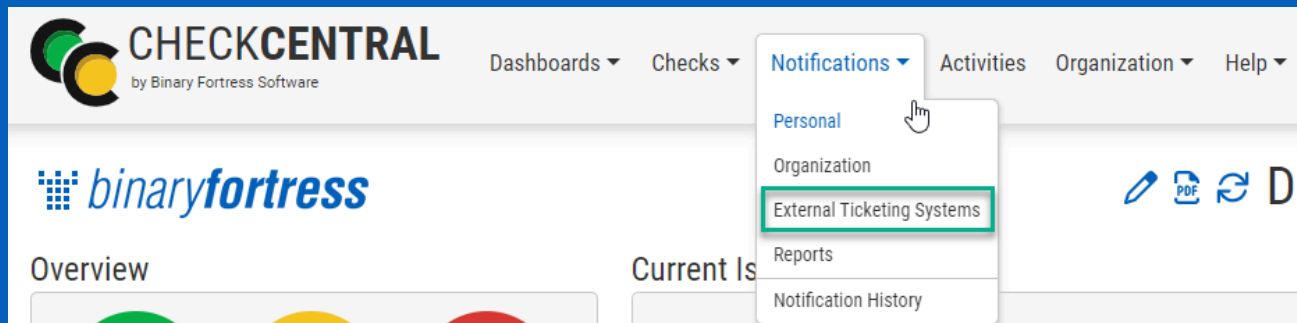 CHECKCENTRAL
by Binary Fortress Software
Dashboards Checks Notifications Activities Organization Help
Personal
Organization
External Ticketing Systems
Reports
Notification History
binaryfortress
PDF
Overview
Current Is
D